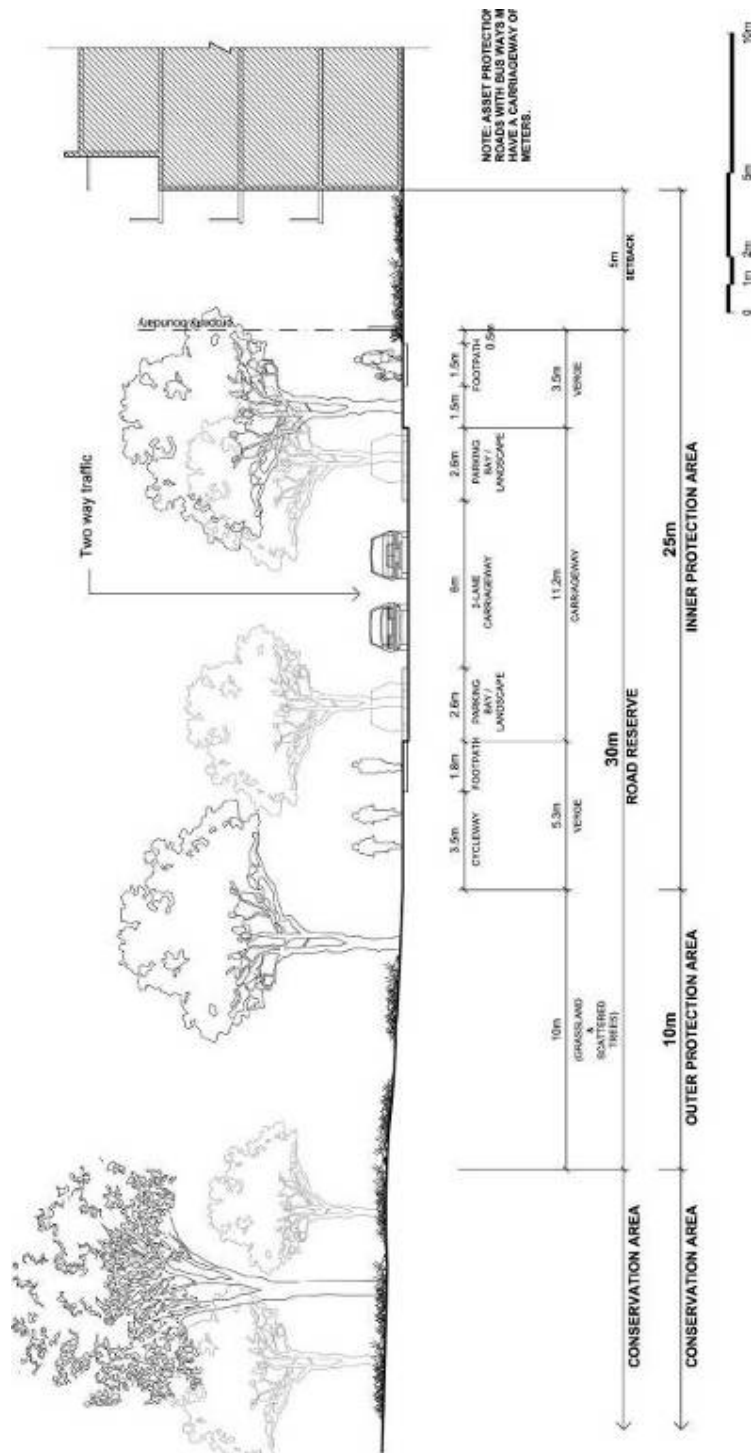 Two way traffic
property boundary
NOTE: ASSET PROTECTION
ROADS WITH BUS WAYS M
HAVE A CARRIAGEWAY OF
METERS.
3.5m
1.8m
2.6m
6m
2.6m
1.5m
1.5m
0.5m
CYCLEWAY
FOOTPATH
PARKING
BAY /
LANDSCAPE
2-LANE
CARRIAGEWAY
PARKING
BAY /
LANDSCAPE
FOOTPATH
10m
5.3m
11.2m
3.5m
(GRASSLAND
&
SCATTERED
TREES)
VERGE
CARRIAGEWAY
VERGE
30m
5m
CONSERVATION AREA
ROAD RESERVE
SETBACK
10m
25m
CONSERVATION AREA
OUTER PROTECTION AREA
INNER PROTECTION AREA
0 1m 2m 5m 10m